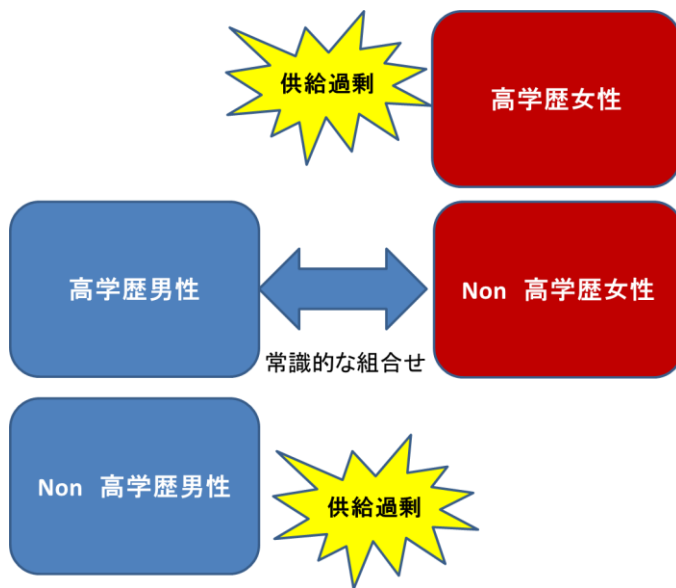 供給過剰
高学歴女性
高学歴男性
Non 高学歴女性
常識的な組合せ
Non 高学歴男性
供給過剰